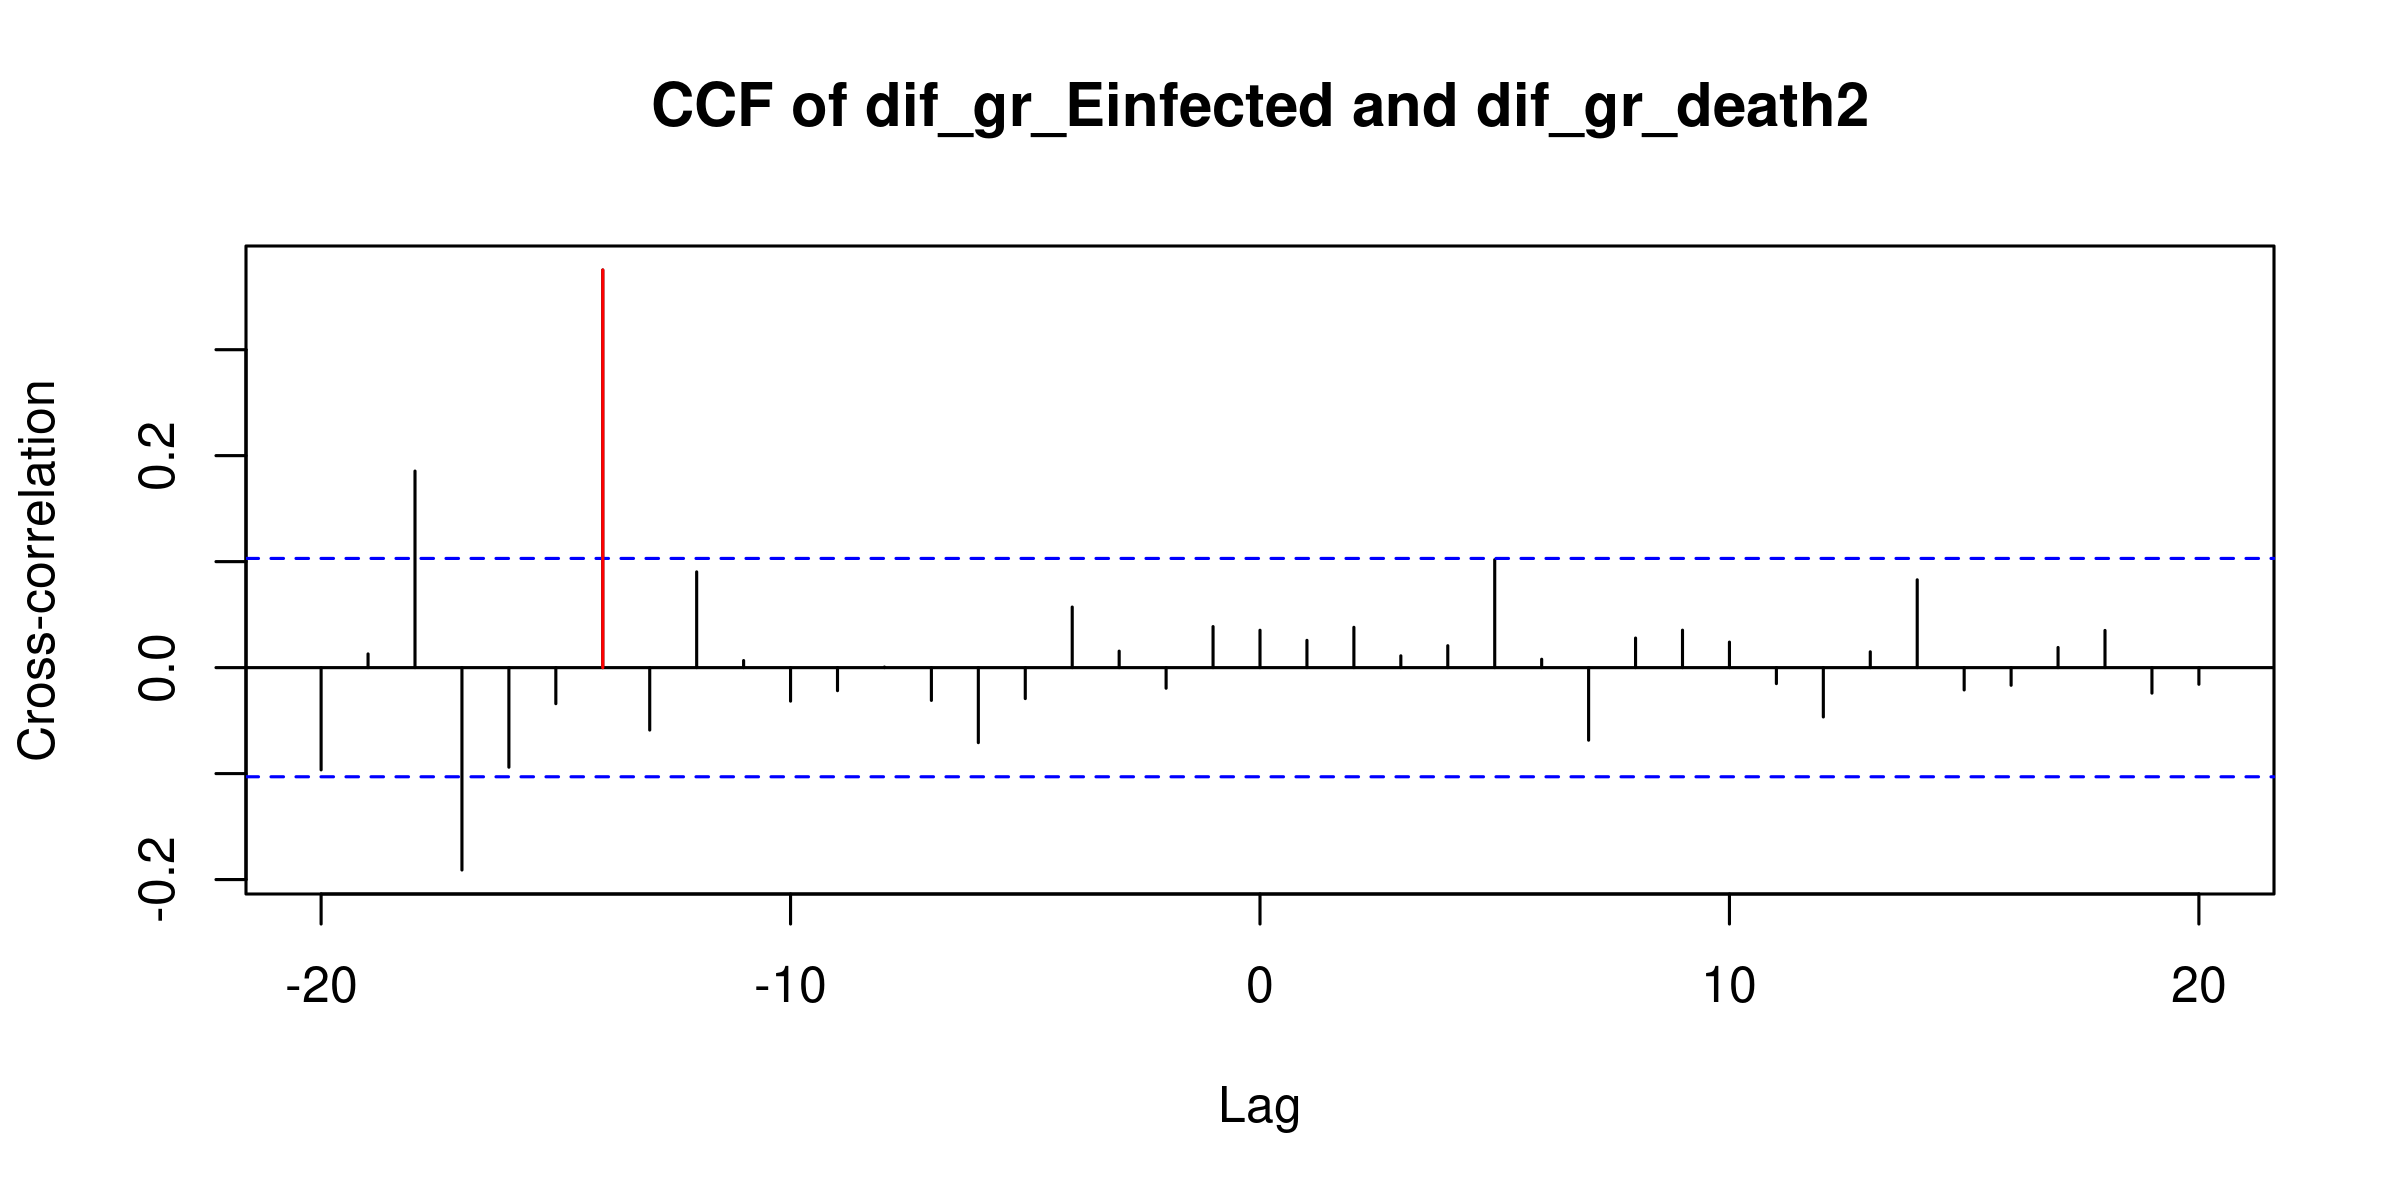 CCF of dif_gr_Einfected and dif_gr_death2
Cross-correlation
0.2
0.0
-0.2
-20 -10 0 10 20
Lag